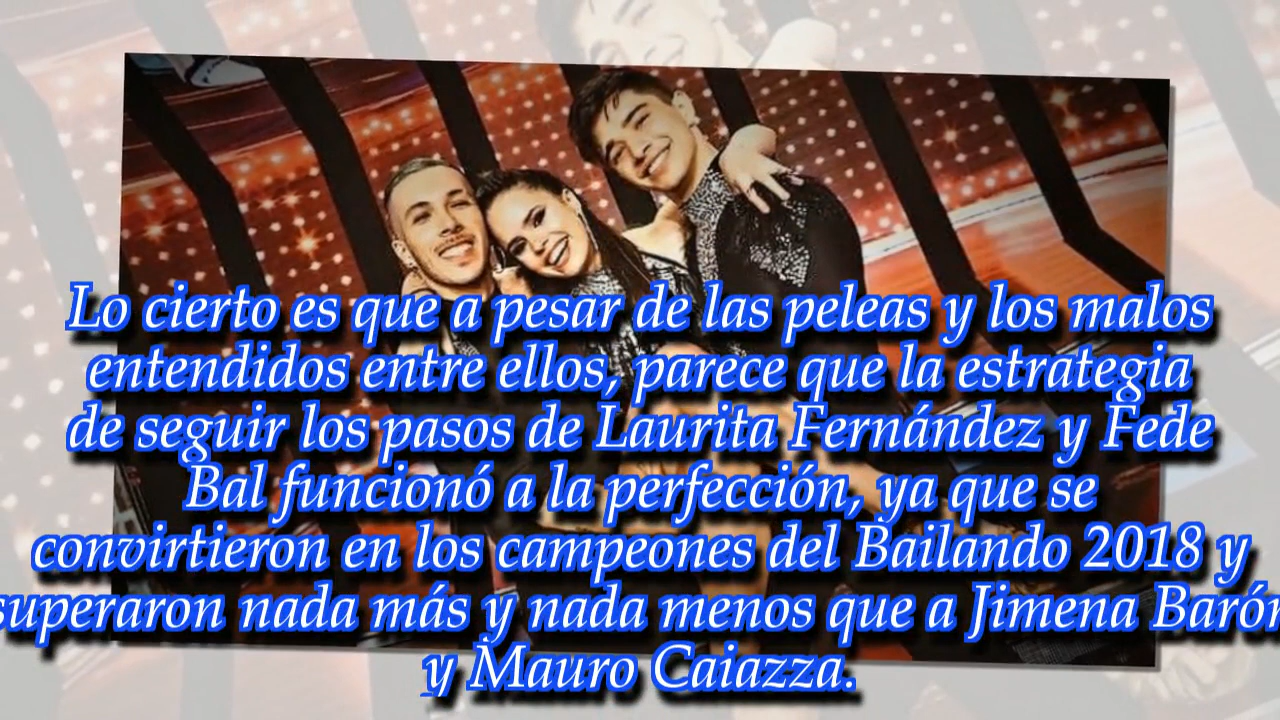 Lo cierto es que a pesar de las peleas y los malos
entendidos entre ellos, parece que la estrategia
de seguir los pasos de Laurita Fernández y Fede
Bal funcionó a la perfección, ya que se
convirtieron en los campeones del Bailando 2018 y
superaron nada más y nada menos que a Jimena Barón
y Mauro Caiazza.